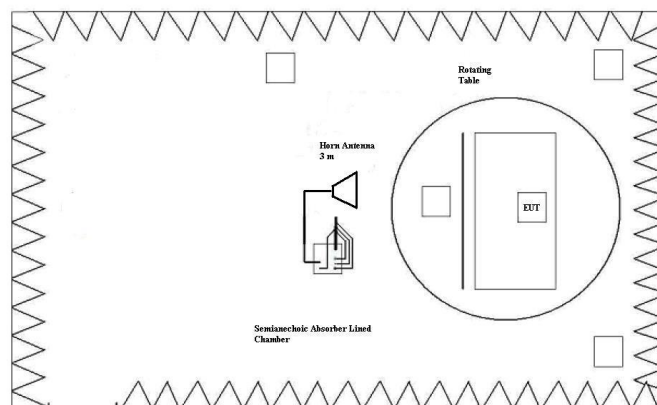 Rotating
Table
Horn Antenna
3 m
EUT
Semianechoic Absorber Lined
Chamber